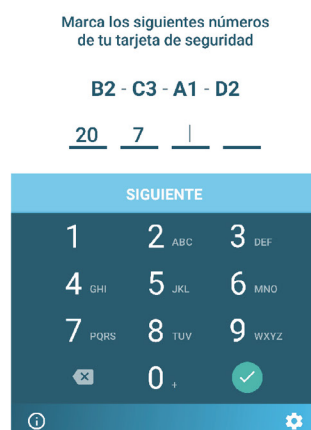 Marca los siguientes números
de tu tarjeta de seguridad
B2 - C3 - A1 - D2
20 7
SIGUIENTE
1 2 ABC 3 DEF
4 GHI 5 JKL 6 MNO
7 PQRS 8 TUV 9 WXYZ
0 +